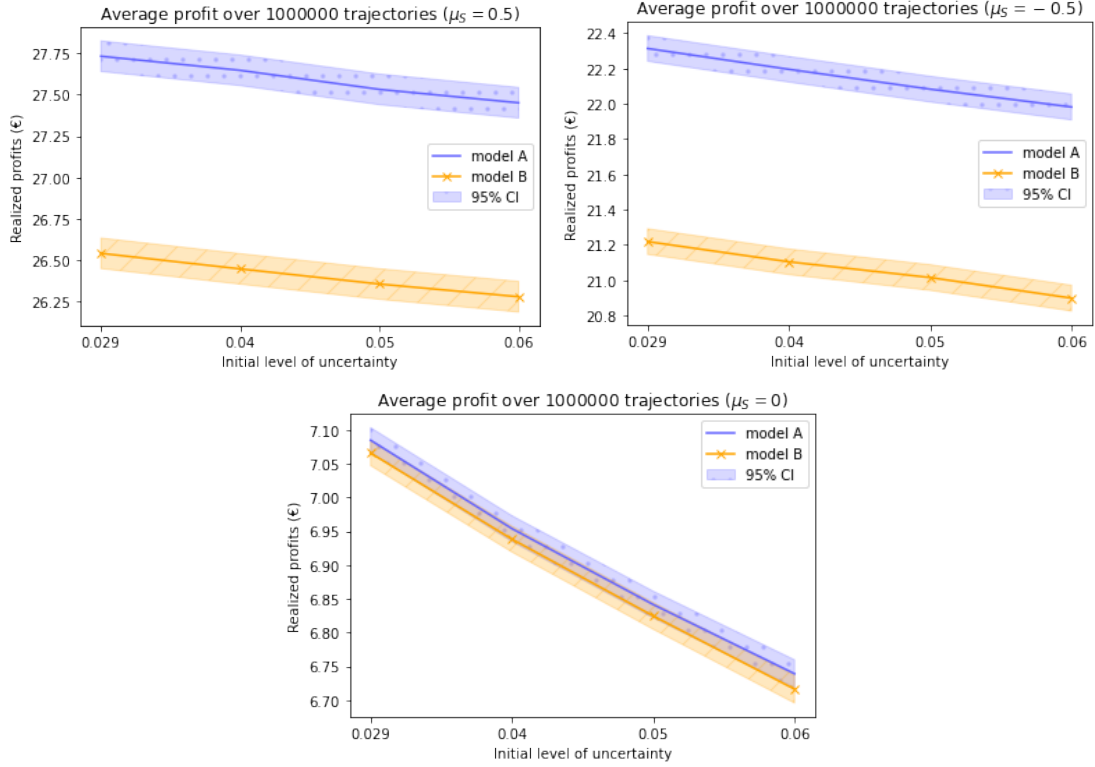 Average profit over 1000000 trajectories (μ_S = 0.5)
Realized profits (€)
27.75
27.50
27.25
27.00
26.75
26.50
26.25
model A
model B
95% CI
0.029
0.04
0.05
0.06
Initial level of uncertainty
Average profit over 1000000 trajectories (μ_S = − 0.5)
Realized profits (€)
22.4
22.2
22.0
21.8
21.6
21.4
21.2
21.0
20.8
model A
model B
95% CI
0.029
0.04
0.05
0.06
Initial level of uncertainty
Average profit over 1000000 trajectories (μ_S = 0)
Realized profits (€)
7.10
7.05
7.00
6.95
6.90
6.85
6.80
6.75
6.70
model A
model B
95% CI
0.029
0.04
0.05
0.06
Initial level of uncertainty